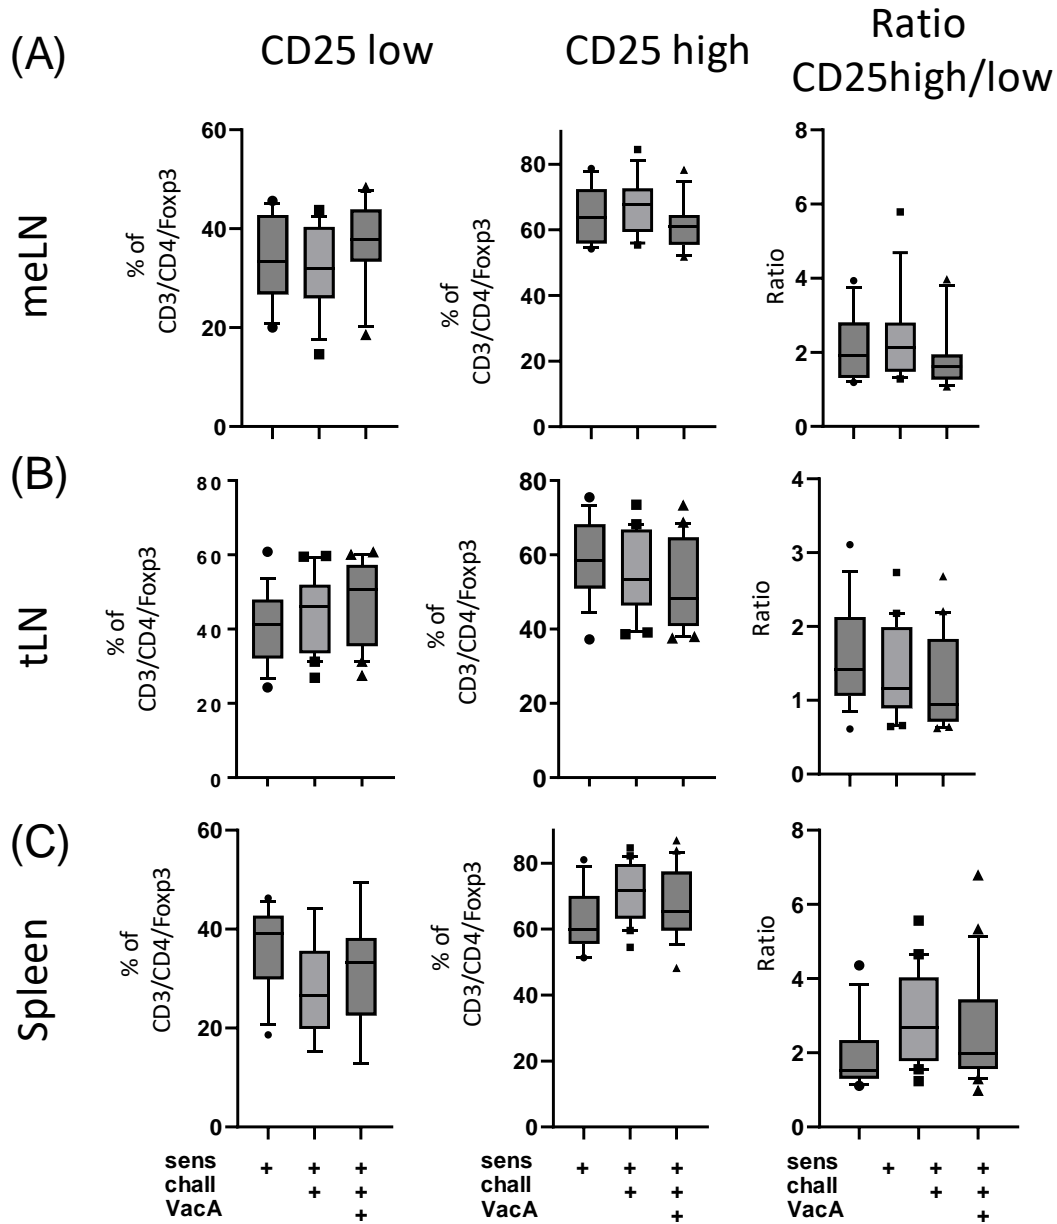 (A)
CD25 low
CD25 high
Ratio
CD25high/low
meLN
% of
CD3/CD4/Foxp3
60
40
20
0
% of
CD3/CD4/Foxp3
80
60
40
20
0
Ratio
8
6
4
2
0
(B)
tLN
% of
CD3/CD4/Foxp3
80
60
40
20
0
% of
CD3/CD4/Foxp3
80
60
40
20
0
Ratio
4
3
2
1
0
(C)
Spleen
% of
CD3/CD4/Foxp3
60
40
20
0
% of
CD3/CD4/Foxp3
80
60
40
20
0
Ratio
8
6
4
2
0
sens + + +
chall + +
VacA +
sens + + +
chall + +
VacA +
sens + + +
chall + +
VacA +